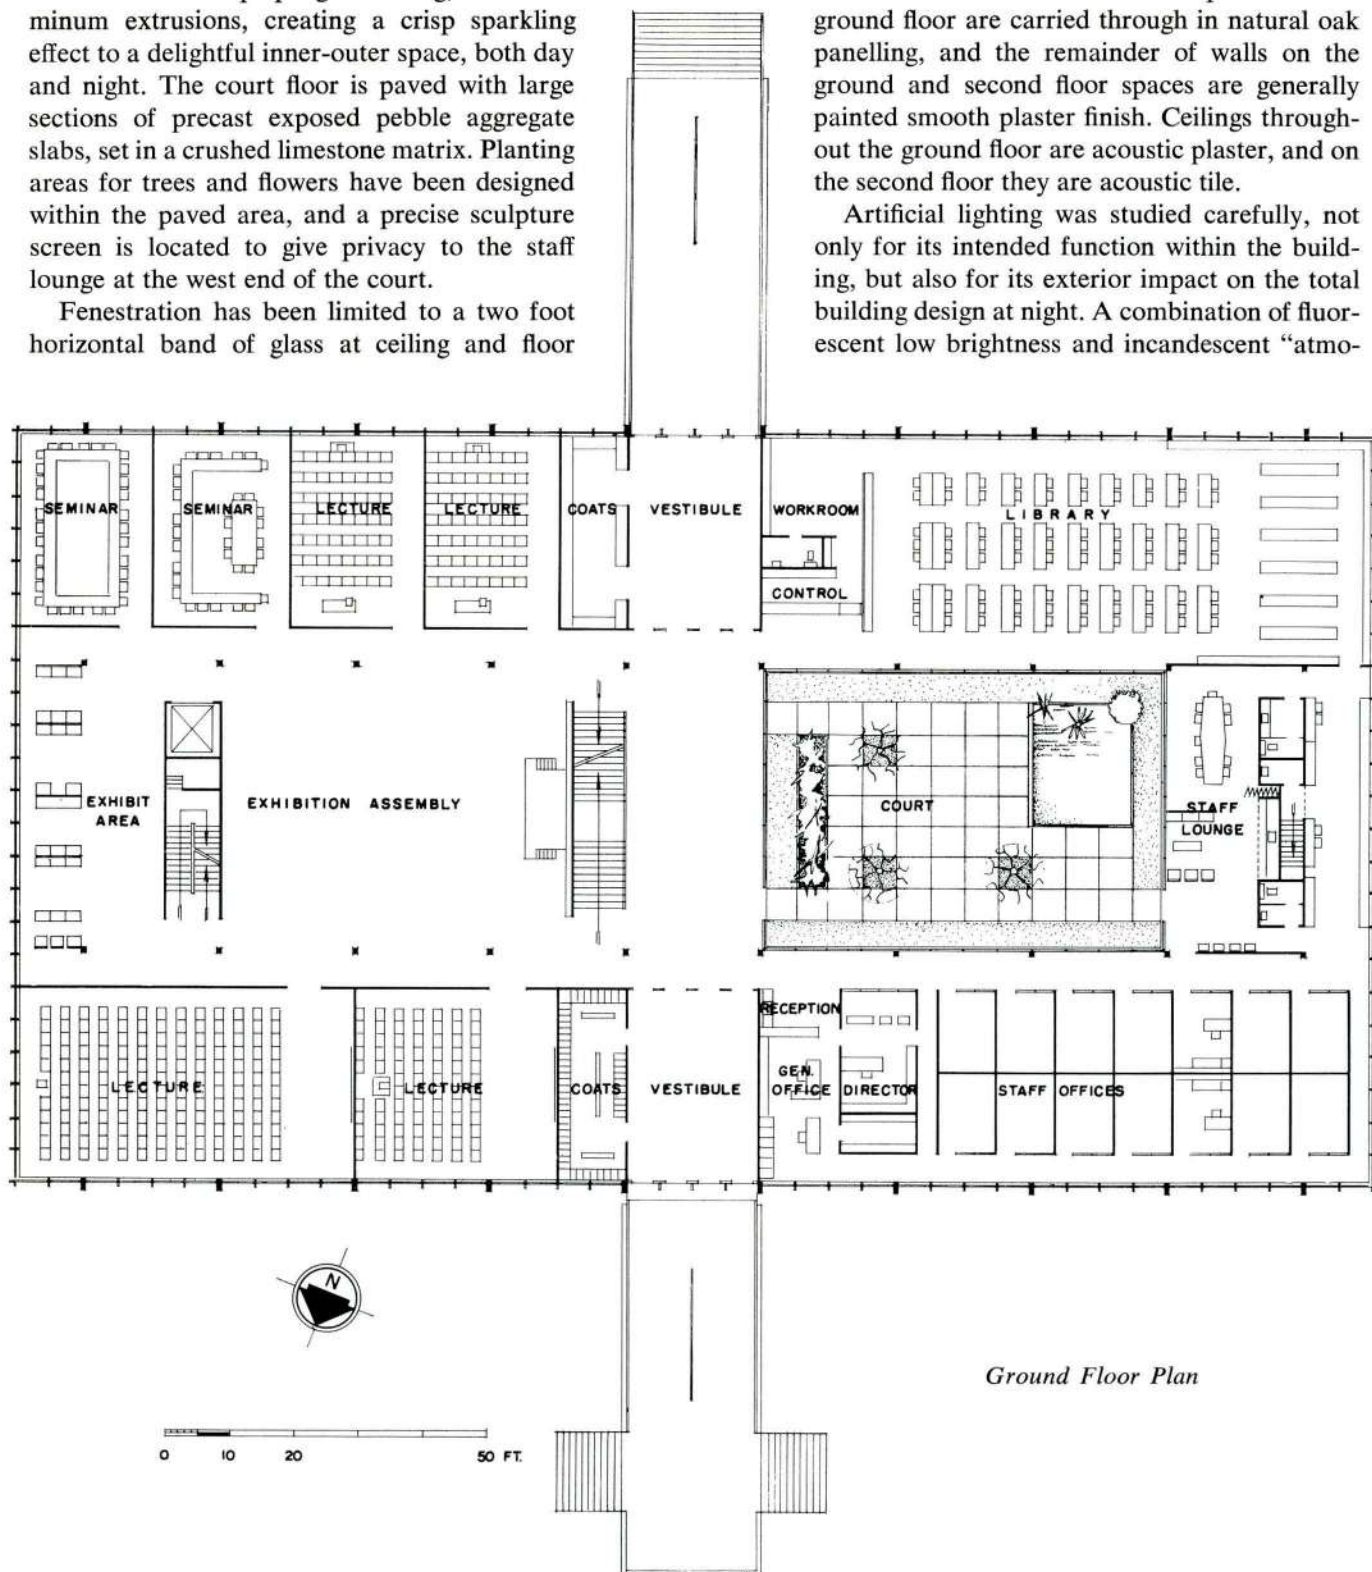 minum extrusions, creating a crisp sparkling
effect to a delightful inner-outer space, both day
and night. The court floor is paved with large
sections of precast exposed pebble aggregate
slabs, set in a crushed limestone matrix. Planting
areas for trees and flowers have been designed
within the paved area, and a precise sculpture
screen is located to give privacy to the staff
lounge at the west end of the court.
Fenestration has been limited to a two foot
horizontal band of glass at ceiling and floor
ground floor are carried through in natural oak
panelling, and the remainder of walls on the
ground and second floor spaces are generally
painted smooth plaster finish. Ceilings through-
out the ground floor are acoustic plaster, and on
the second floor they are acoustic tile.
Artificial lighting was studied carefully, not
only for its intended function within the build-
ing, but also for its exterior impact on the total
building design at night. A combination of fluor-
escent low brightness and incandescent “atmo-
SEMINAR
SEMINAR
LECTURE
LECTURE
COATS
VESTIBULE
WORKROOM
LIBRARY
CONTROL
EXHIBIT
AREA
EXHIBITION ASSEMBLY
COURT
STAFF
LOUNGE
LECTURE
LECTURE
COATS
VESTIBULE
RECEPTION
GEN.
OFFICE
DIRECTOR
STAFF OFFICES
N
Ground Floor Plan
0 10 20 50 FT.